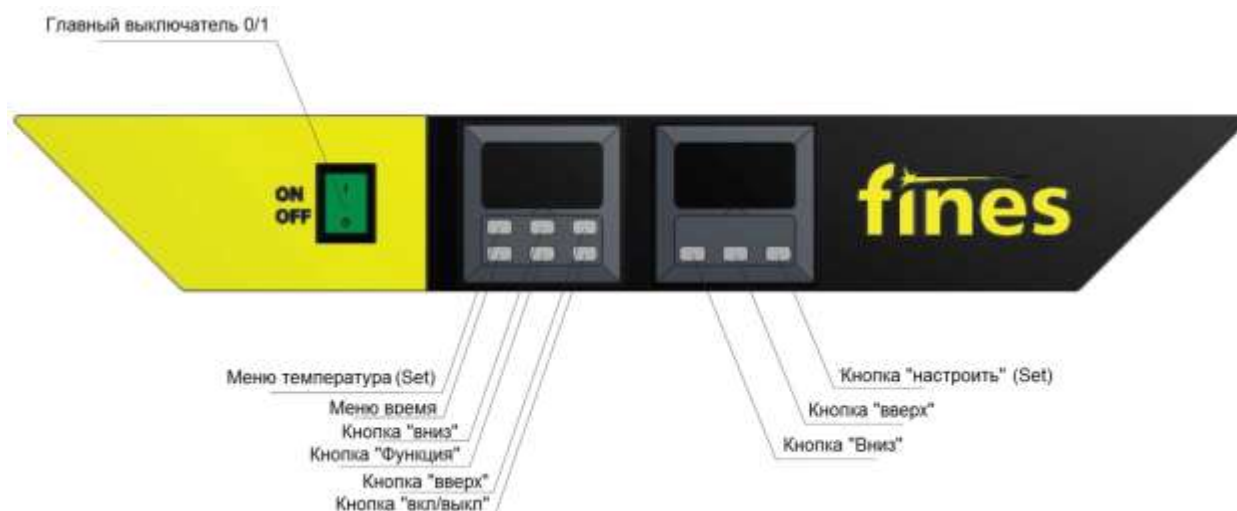 Главный выключатель 0/1
ON
OFF
fines
Меню температура (Set)
Меню время
Кнопка "вниз"
Кнопка "Функция"
Кнопка "вверх"
Кнопка "вкл/выкл"
Кнопка "настроить" (Set)
Кнопка "вверх"
Кнопка "Вниз"